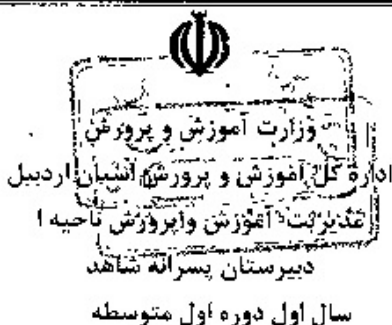 وزارت آموزش و پرورش
اداره کل آموزش و پرورش استان اردبیل
مدیریت آموزش وپرورش ناحیه ۱
دبیرستان پسرانه شاهد
سال اول دوره اول متوسطه